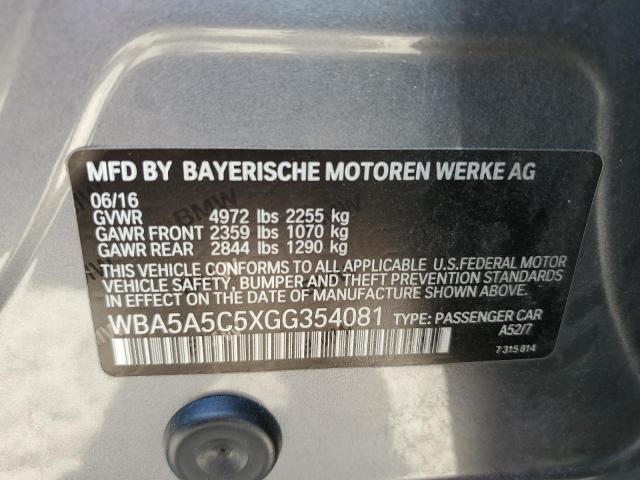 MFD BY BAYERISCHE MOTOREN WERKE AG
06/16
GVWR 4972 lbs 2255 kg
GAWR FRONT 2359 lbs 1070 kg
GAWR REAR 2844 lbs 1290 kg
THIS VEHICLE CONFORMS TO ALL APPLICABLE U.S.FEDERAL MOTOR
VEHICLE SAFETY, BUMPER AND THEFT PREVENTION STANDARDS
IN EFFECT ON THE DATE OF MANUFACTURE SHOWN ABOVE.
WBA5A5C5XGG354081 TYPE: PASSENGER CAR
A52/7
7 315 814